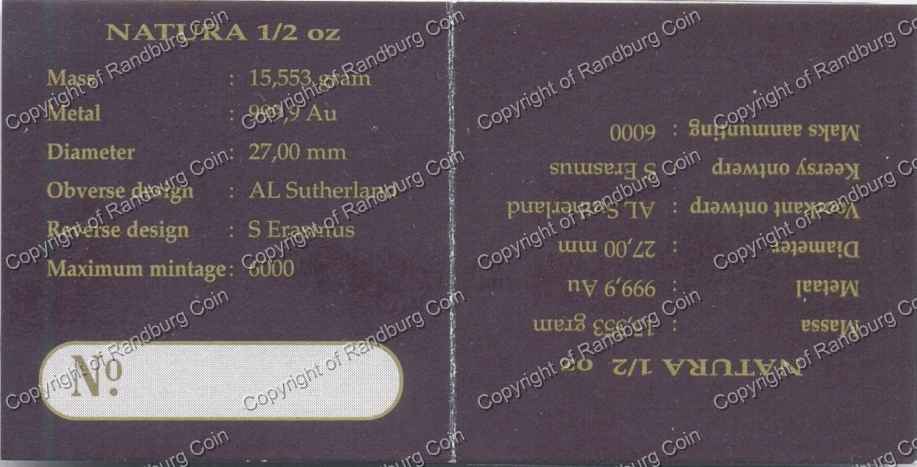 NATURA 1/2 oz
Mass : 15,553 gram
Metal : 999,9 Au
Diameter : 27,00 mm
Obverse design : AL Sutherland
Reverse design : S Erasmus
Maximum mintage : 6000
Nº
NATURA 1/2 oz
Massa : 15,553 gram
Metaal : 999,9 Au
Diameter : 27,00 mm
Voorkant ontwerp : AL Sutherland
Keersy ontwerp : S Erasmus
Maks aanmunting : 6000
Copyright of Randburg Coin